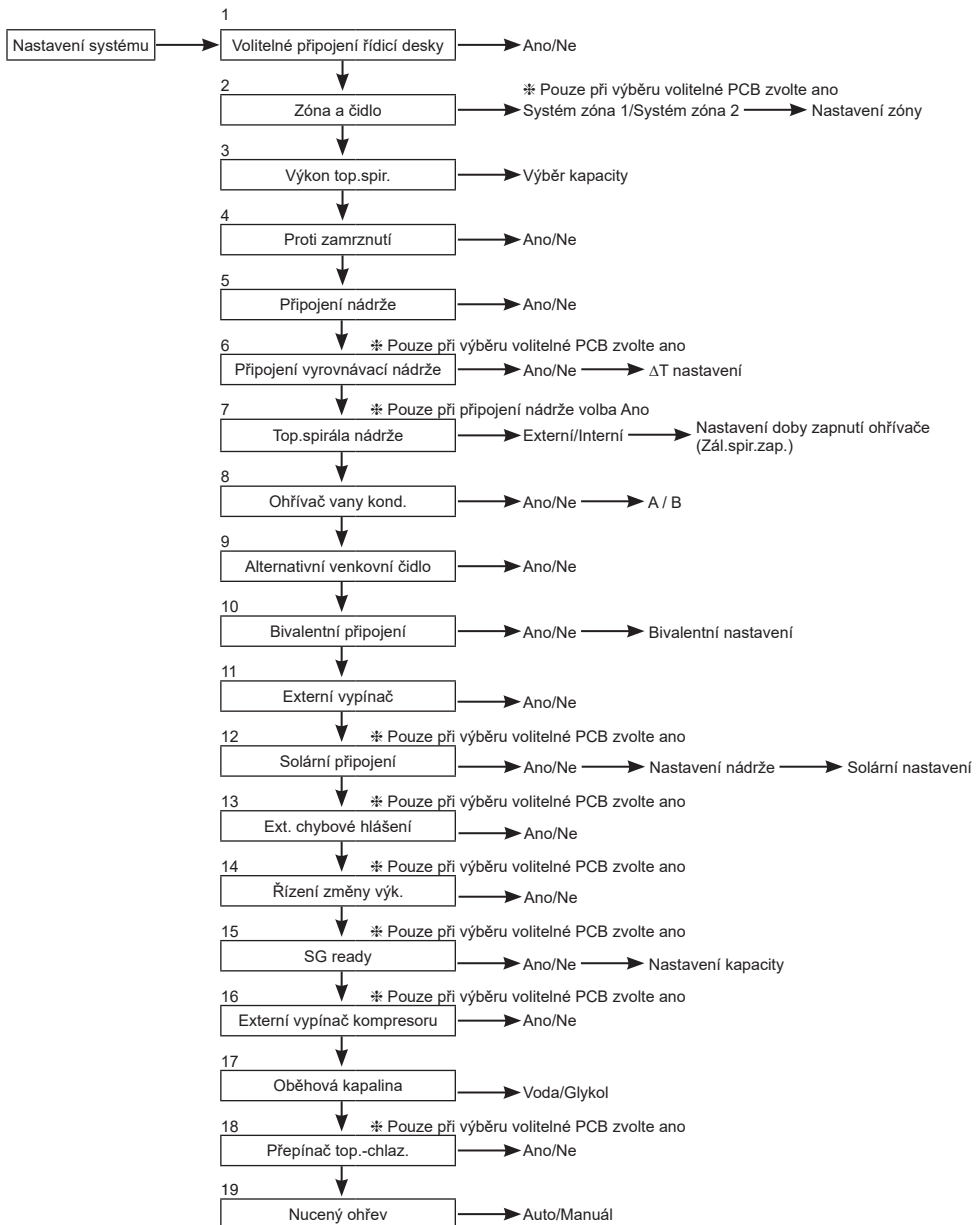 1
Nastavení systému
Volitelné připojení řídicí desky
Ano/Ne
2
❉ Pouze při výběru volitelné PCB zvolte ano
Zóna a čidlo
Systém zóna 1/Systém zóna 2
Nastavení zóny
3
Výkon top.spir.
Výběr kapacity
4
Proti zamrznutí
Ano/Ne
5
Připojení nádrže
Ano/Ne
6
❉ Pouze při výběru volitelné PCB zvolte ano
Připojení vyrovnávací nádrže
Ano/Ne
∆T nastavení
7
❉ Pouze při připojení nádrže volba Ano
Top.spirála nádrže
Externí/Interní
Nastavení doby zapnutí ohřívače
(Zál.spir.zap.)
8
Ohřívač vany kond.
Ano/Ne
A / B
9
Alternativní venkovní čidlo
Ano/Ne
10
Bivalentní připojení
Ano/Ne
Bivalentní nastavení
11
Externí vypínač
Ano/Ne
12
❉ Pouze při výběru volitelné PCB zvolte ano
Solární připojení
Ano/Ne
Nastavení nádrže
Solární nastavení
13
❉ Pouze při výběru volitelné PCB zvolte ano
Ext. chybové hlášení
Ano/Ne
14
❉ Pouze při výběru volitelné PCB zvolte ano
Řízení změny výk.
Ano/Ne
15
❉ Pouze při výběru volitelné PCB zvolte ano
SG ready
Ano/Ne
Nastavení kapacity
16
❉ Pouze při výběru volitelné PCB zvolte ano
Externí vypínač kompresoru
Ano/Ne
17
Oběhová kapalina
Voda/Glykol
18
❉ Pouze při výběru volitelné PCB zvolte ano
Přepínač top.-chlaz.
Ano/Ne
19
Nucený ohřev
Auto/Manuál